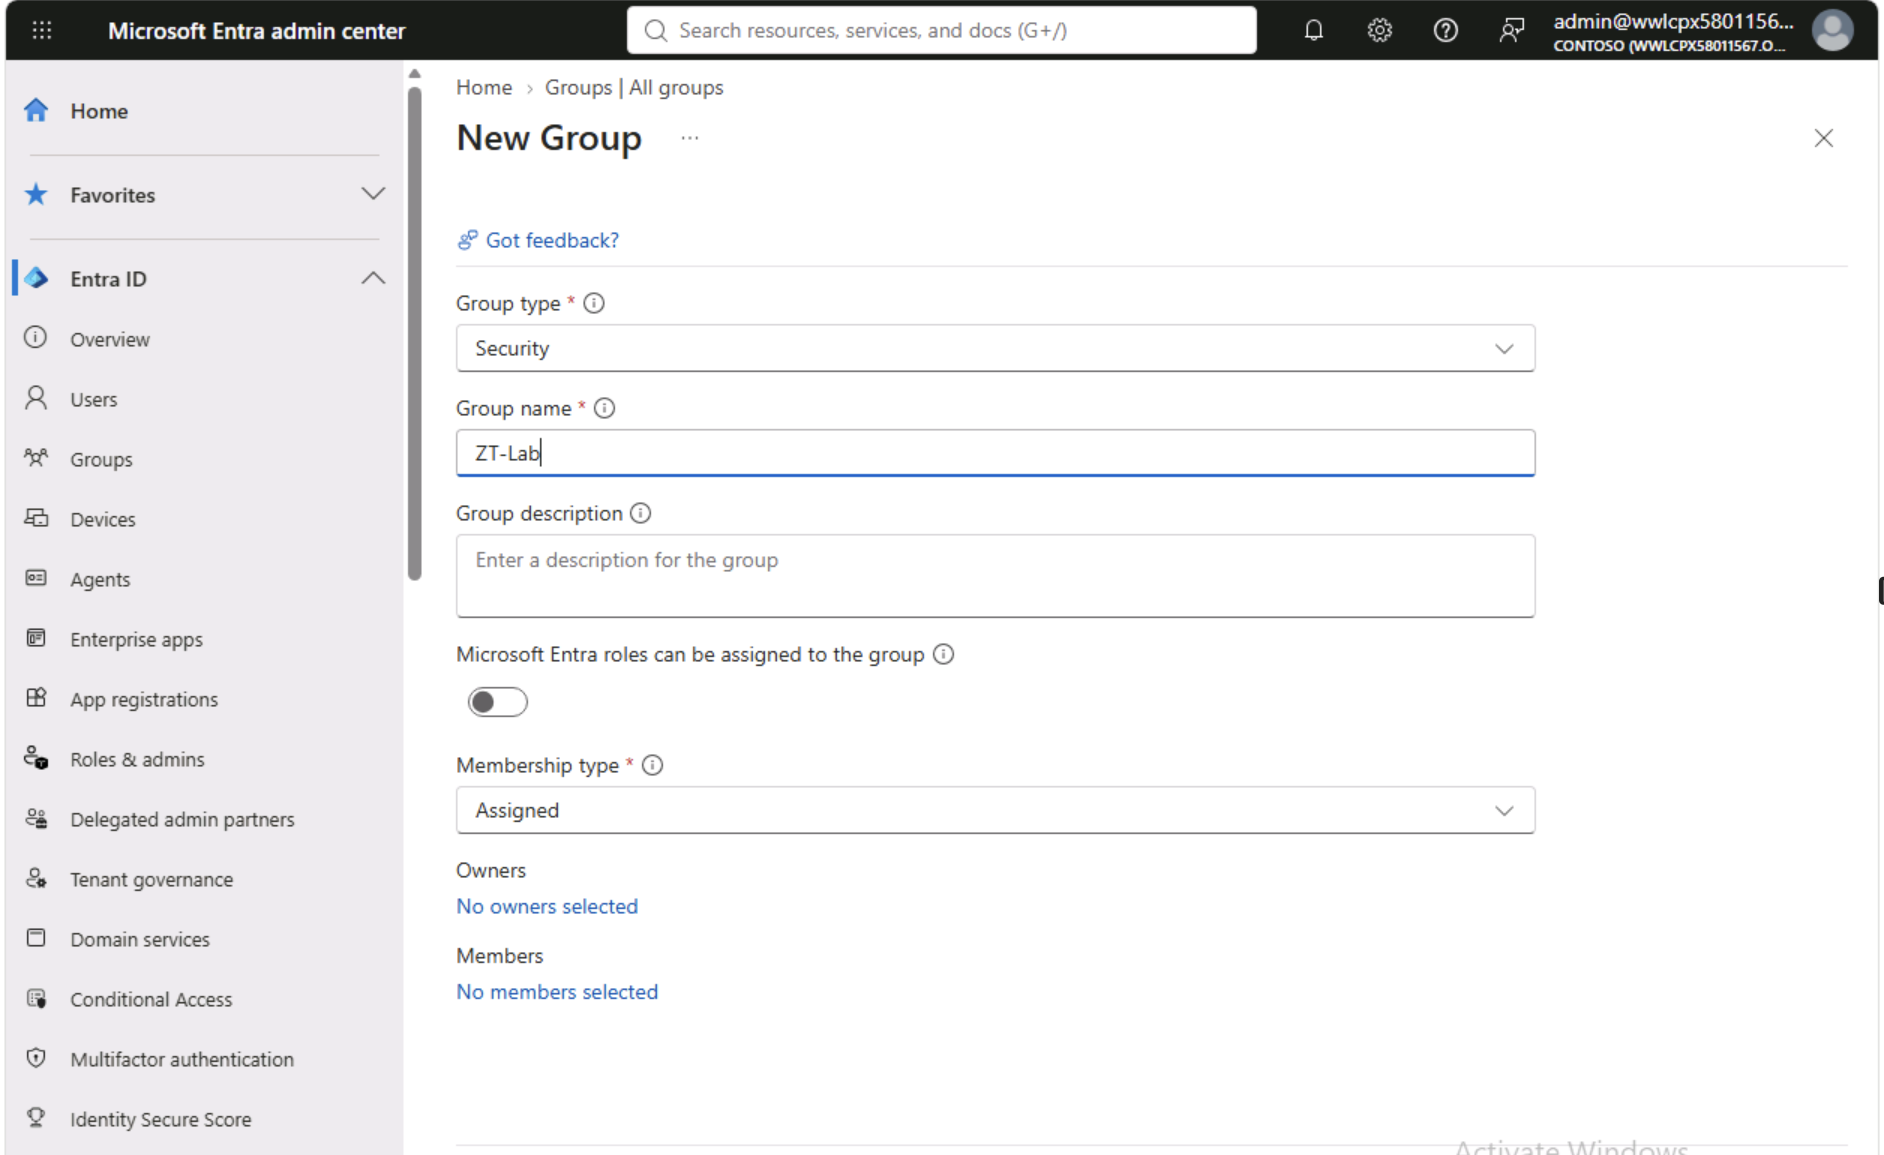 Microsoft Entra admin center
Search resources, services, and docs (G+/)
admin@wwlcpx5801156...
CONTOSO (WWLCPX58011567.O...
Home
Favorites
Entra ID
Overview
Users
Groups
Devices
Agents
Enterprise apps
App registrations
Roles & admins
Delegated admin partners
Tenant governance
Domain services
Conditional Access
Multifactor authentication
Identity Secure Score
Home › Groups | All groups
New Group ...
Got feedback?
Group type *
Security
Group name *
ZT-Lab
Group description
Enter a description for the group
Microsoft Entra roles can be assigned to the group
Membership type *
Assigned
Owners
No owners selected
Members
No members selected
Activate Windows